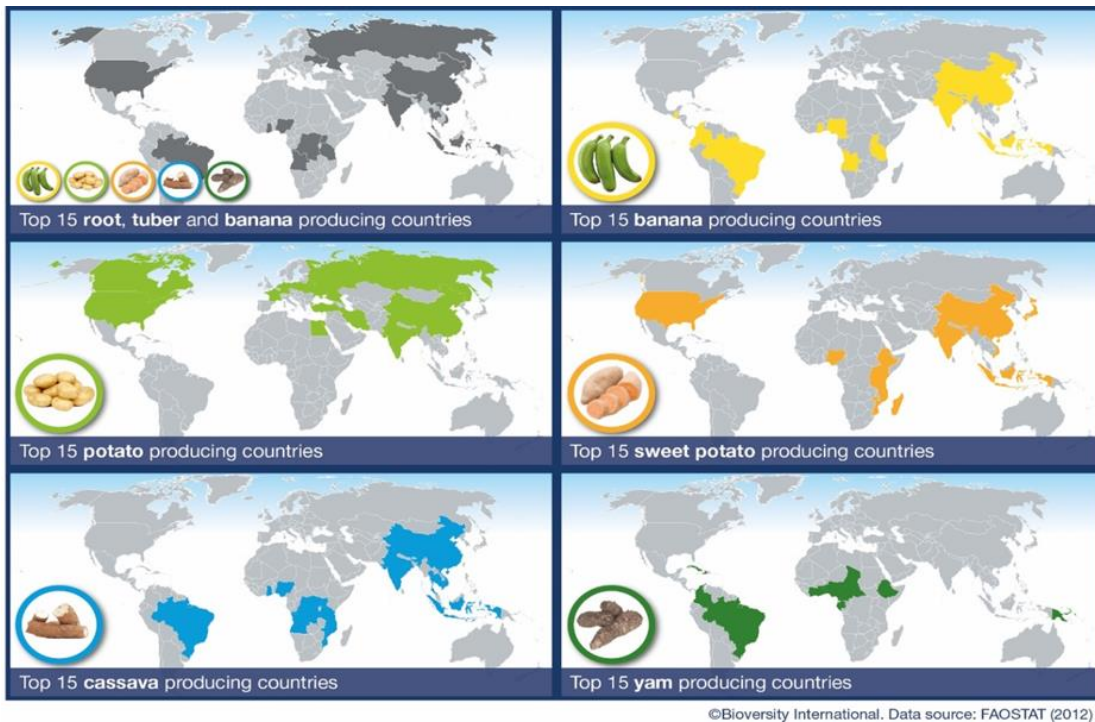 Top 15 root, tuber and banana producing countries
Top 15 banana producing countries
Top 15 potato producing countries
Top 15 sweet potato producing countries
Top 15 cassava producing countries
Top 15 yam producing countries
©Bioversity International. Data source: FAOSTAT (2012)